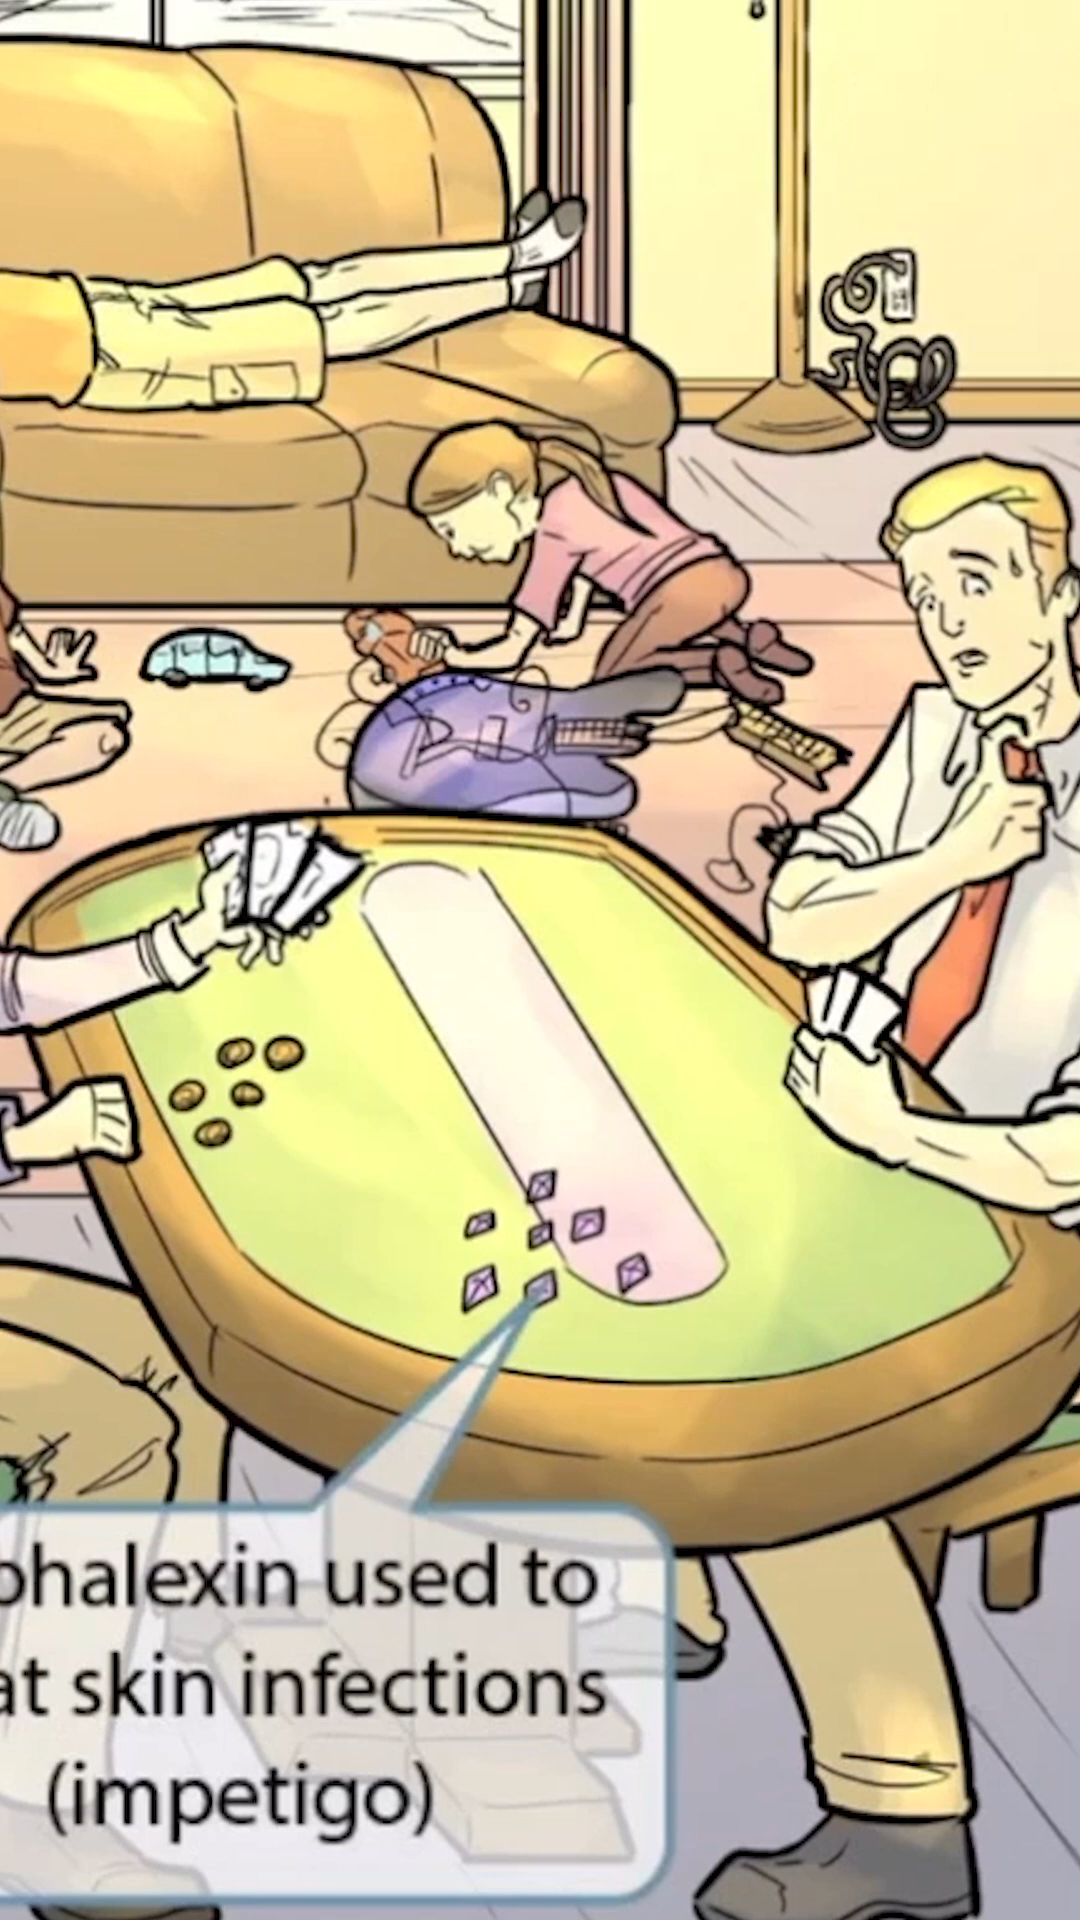 phalexin used to
at skin infections
(impetigo)